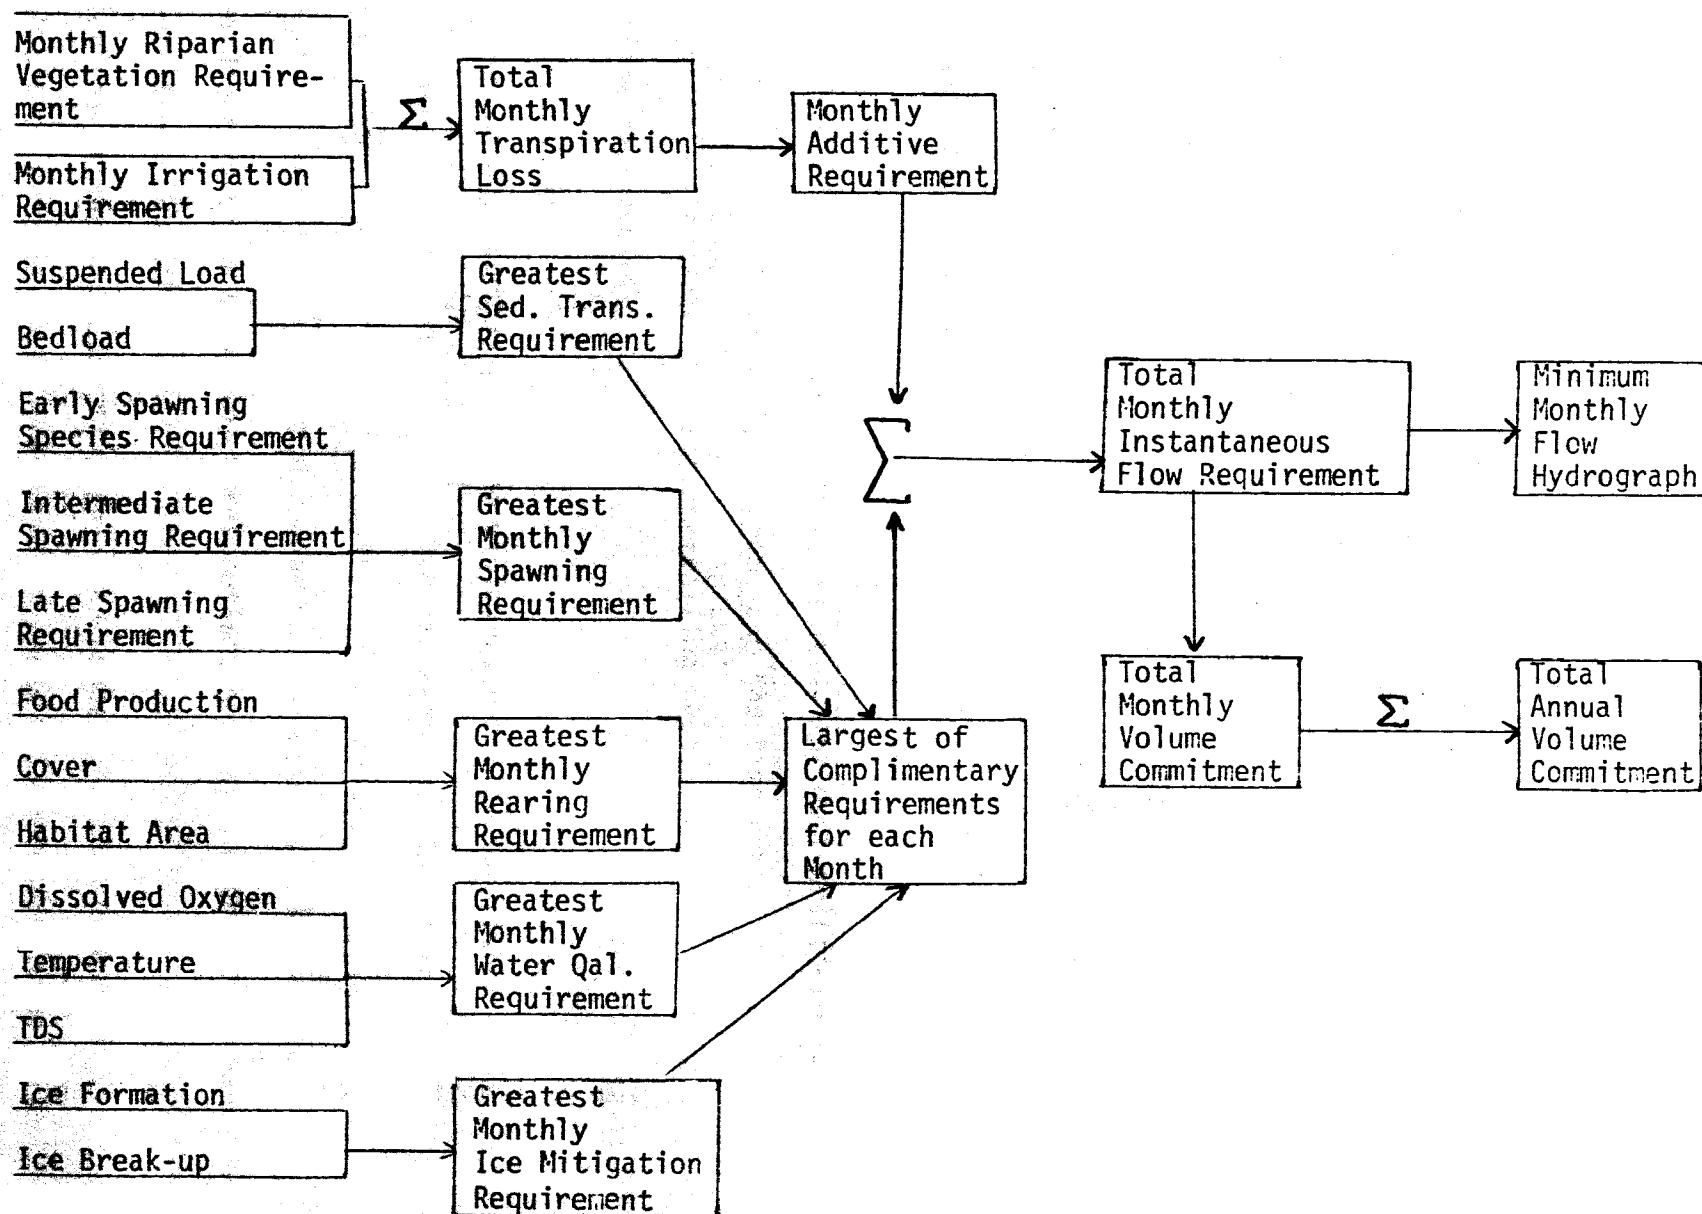 Monthly Riparian
Vegetation Require-
ment
Monthly Irrigation
Requirement
Σ
Total
Monthly
Transpiration
Loss
Monthly
Additive
Requirement
Suspended Load
Bedload
Greatest
Sed. Trans.
Requirement
Early Spawning
Species Requirement
Intermediate
Spawning Requirement
Late Spawning
Requirement
Greatest
Monthly
Spawning
Requirement
Food Production
Cover
Habitat Area
Greatest
Monthly
Rearing
Requirement
Dissolved Oxygen
Temperature
TDS
Greatest
Monthly
Water Qal.
Requirement
Ice Formation
Ice Break-up
Greatest
Monthly
Ice Mitigation
Requirement
Largest of
Complimentary
Requirements
for each
Month
Σ
Total
Monthly
Instantaneous
Flow Requirement
Minimum
Monthly
Flow
Hydrograph
Total
Monthly
Volume
Commitment
Σ
Total
Annual
Volume
Commitment